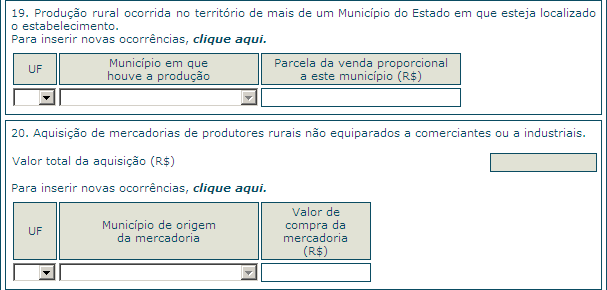 19. Produção rural ocorrida no território de mais de um Município do Estado em que esteja localizado
o estabelecimento.
Para inserir novas ocorrências, clique aqui.
UF
Município em que
houve a produção
Parcela da venda proporcional
a este município (R$)
20. Aquisição de mercadorias de produtores rurais não equiparados a comerciantes ou a industriais.
Valor total da aquisição (R$)
Para inserir novas ocorrências, clique aqui.
UF
Município de origem
da mercadoria
Valor de
compra da
mercadoria
(R$)